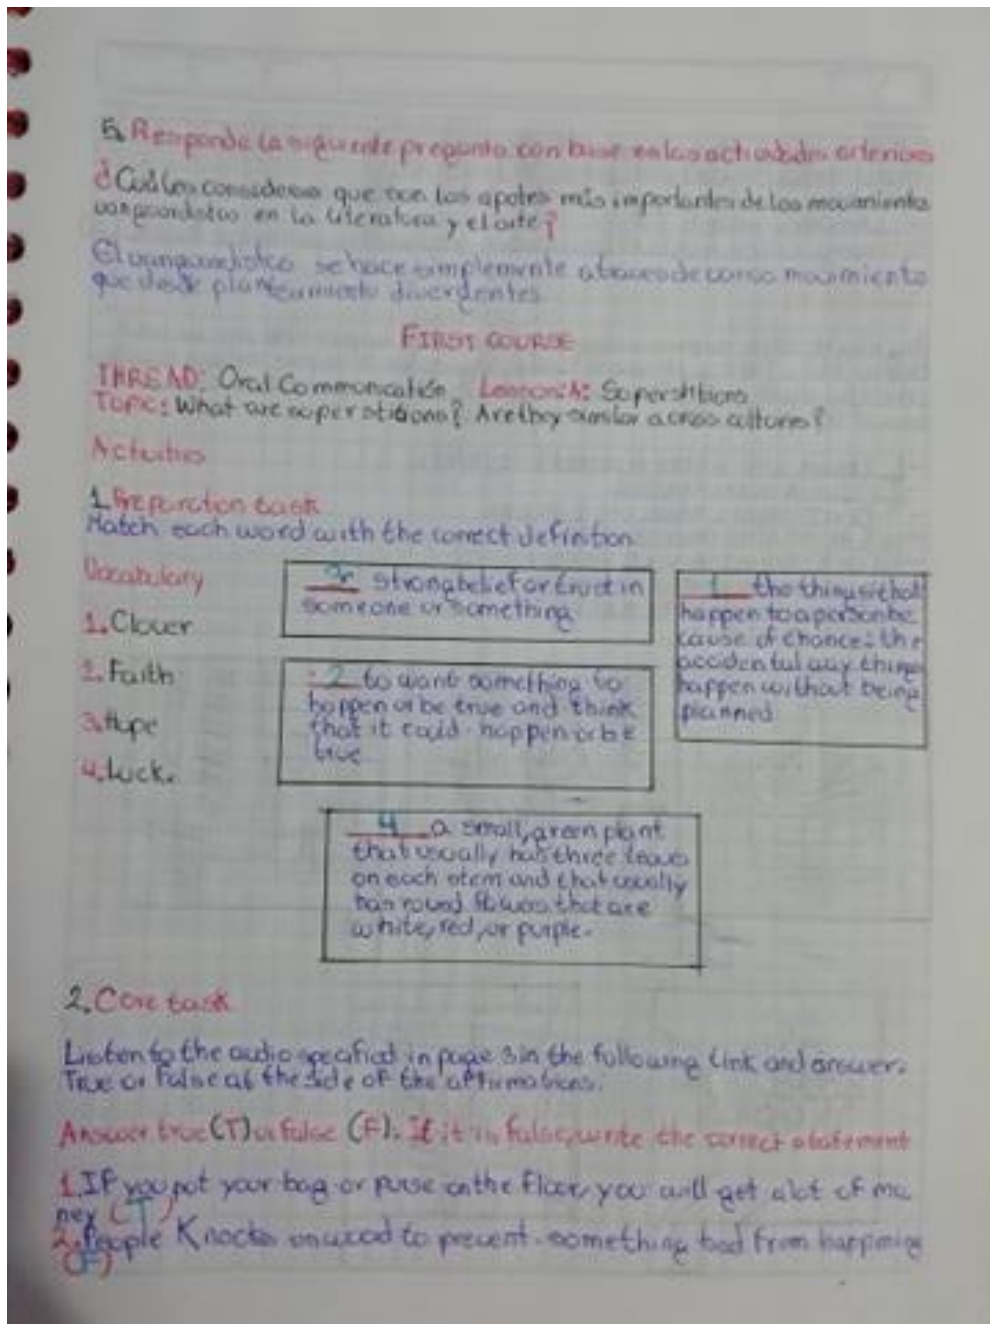 5. Responde la siguiente pregunta con base en las actividades anteriores
¿Cuáles consideras que son los apotes más importantes de los movimientos
vanguardistas en la literatura y el arte?
El vanguardistico se hace simplemente a traves de movimiento
que desde planteamiento divergentes.
FIRST COURSE
THREAD: Oral Communication Lesson A: Superstitions
TOPIC: What are superstitions? Are they similar across cultures?
Activities
1. Preparation task
Match each word with the correct definition
Vocabulary
1. Clover
2. Faith
3. Hope
4. Luck.
strong belief or trust in
someone or something
1 the things that
happen to a person be
cause of chance: the
accidental way things
happen without being
planned
2 to want something to
happen or be true and think
that it could happen or be
true
4 a small, green plant
that usually has three leaves
on each stem and that usually
has round flowers that are
white, red, or purple.
2. Core task
Listen to the audio specified in page 3 in the following link and answer.
True or False at the side of the affirmations.
Answer true (T) or false (F). If it is false, write the correct statement
1. If you put your bag or purse on the floor, you will get a lot of mo
ney (T)
2. People Knocks on wood to prevent something bad from happening
(F)